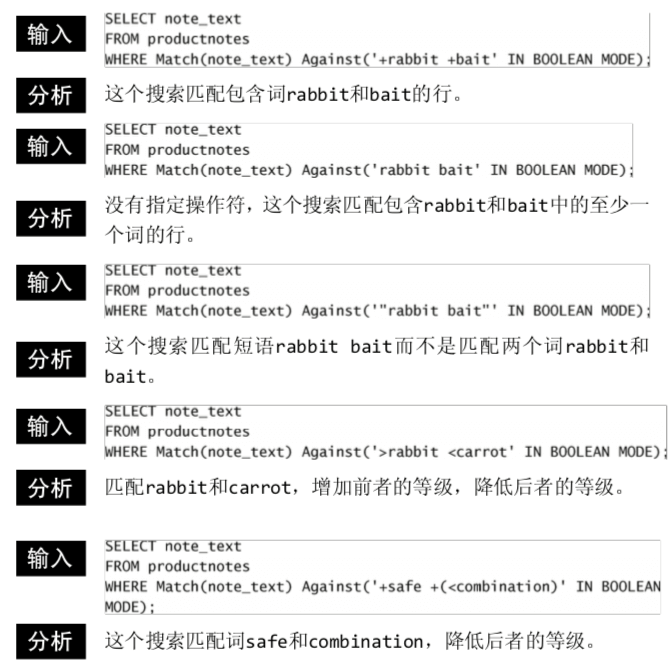 输入
SELECT note_text
FROM productnotes
WHERE Match(note_text) Against('+rabbit +bait' IN BOOLEAN MODE);
分析
这个搜索匹配包含词rabbit和bait的行。
输入
SELECT note_text
FROM productnotes
WHERE Match(note_text) Against('rabbit bait' IN BOOLEAN MODE);
分析
没有指定操作符，这个搜索匹配包含rabbit和bait中的至少一
个词的行。
输入
SELECT note_text
FROM productnotes
WHERE Match(note_text) Against('"rabbit bait"' IN BOOLEAN MODE);
分析
这个搜索匹配短语rabbit bait而不是匹配两个词rabbit和
bait。
输入
SELECT note_text
FROM productnotes
WHERE Match(note_text) Against('>rabbit <carrot' IN BOOLEAN MODE);
分析
匹配rabbit和carrot，增加前者的等级，降低后者的等级。
输入
SELECT note_text
FROM productnotes
WHERE Match(note_text) Against('+safe +(<combination)' IN BOOLEAN
MODE);
分析
这个搜索匹配词safe和combination，降低后者的等级。